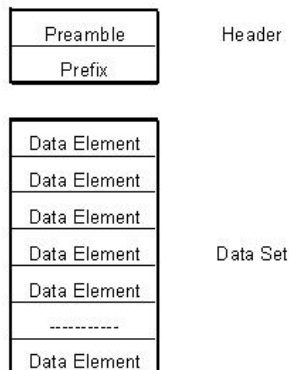 Preamble Header
Prefix
Data Element
Data Element
Data Element
Data Element Data Set
Data Element
-----------
Data Element